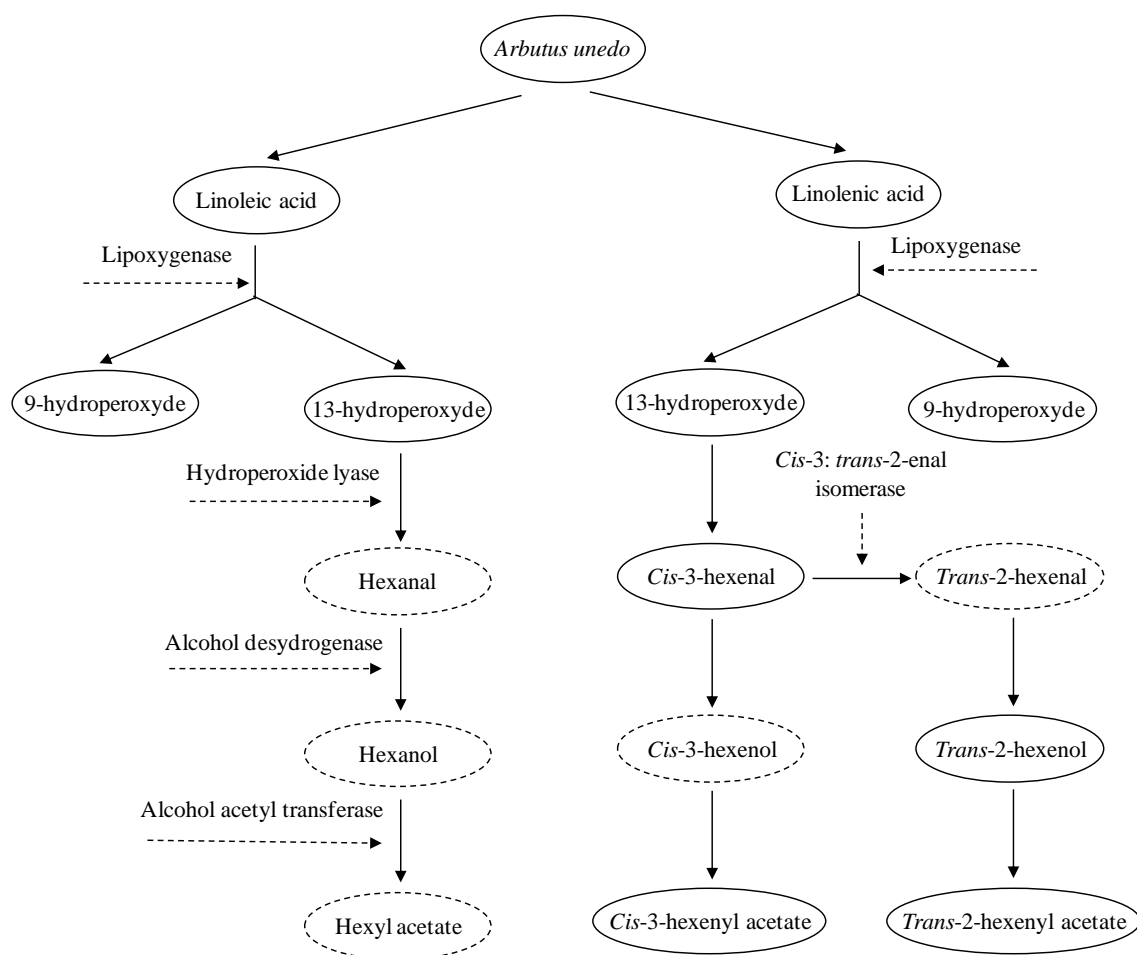 Arbutus unedo
Linoleic acid
Linolenic acid
Lipoxygenase
Lipoxygenase
9-hydroperoxyde
13-hydroperoxyde
13-hydroperoxyde
9-hydroperoxyde
Hydroperoxide lyase
Cis-3: trans-2-enal
isomerase
Hexanal
Cis-3-hexenal
Trans-2-hexenal
Alcohol desydrogenase
Hexanol
Cis-3-hexenol
Trans-2-hexenol
Alcohol acetyl transferase
Hexyl acetate
Cis-3-hexenyl acetate
Trans-2-hexenyl acetate